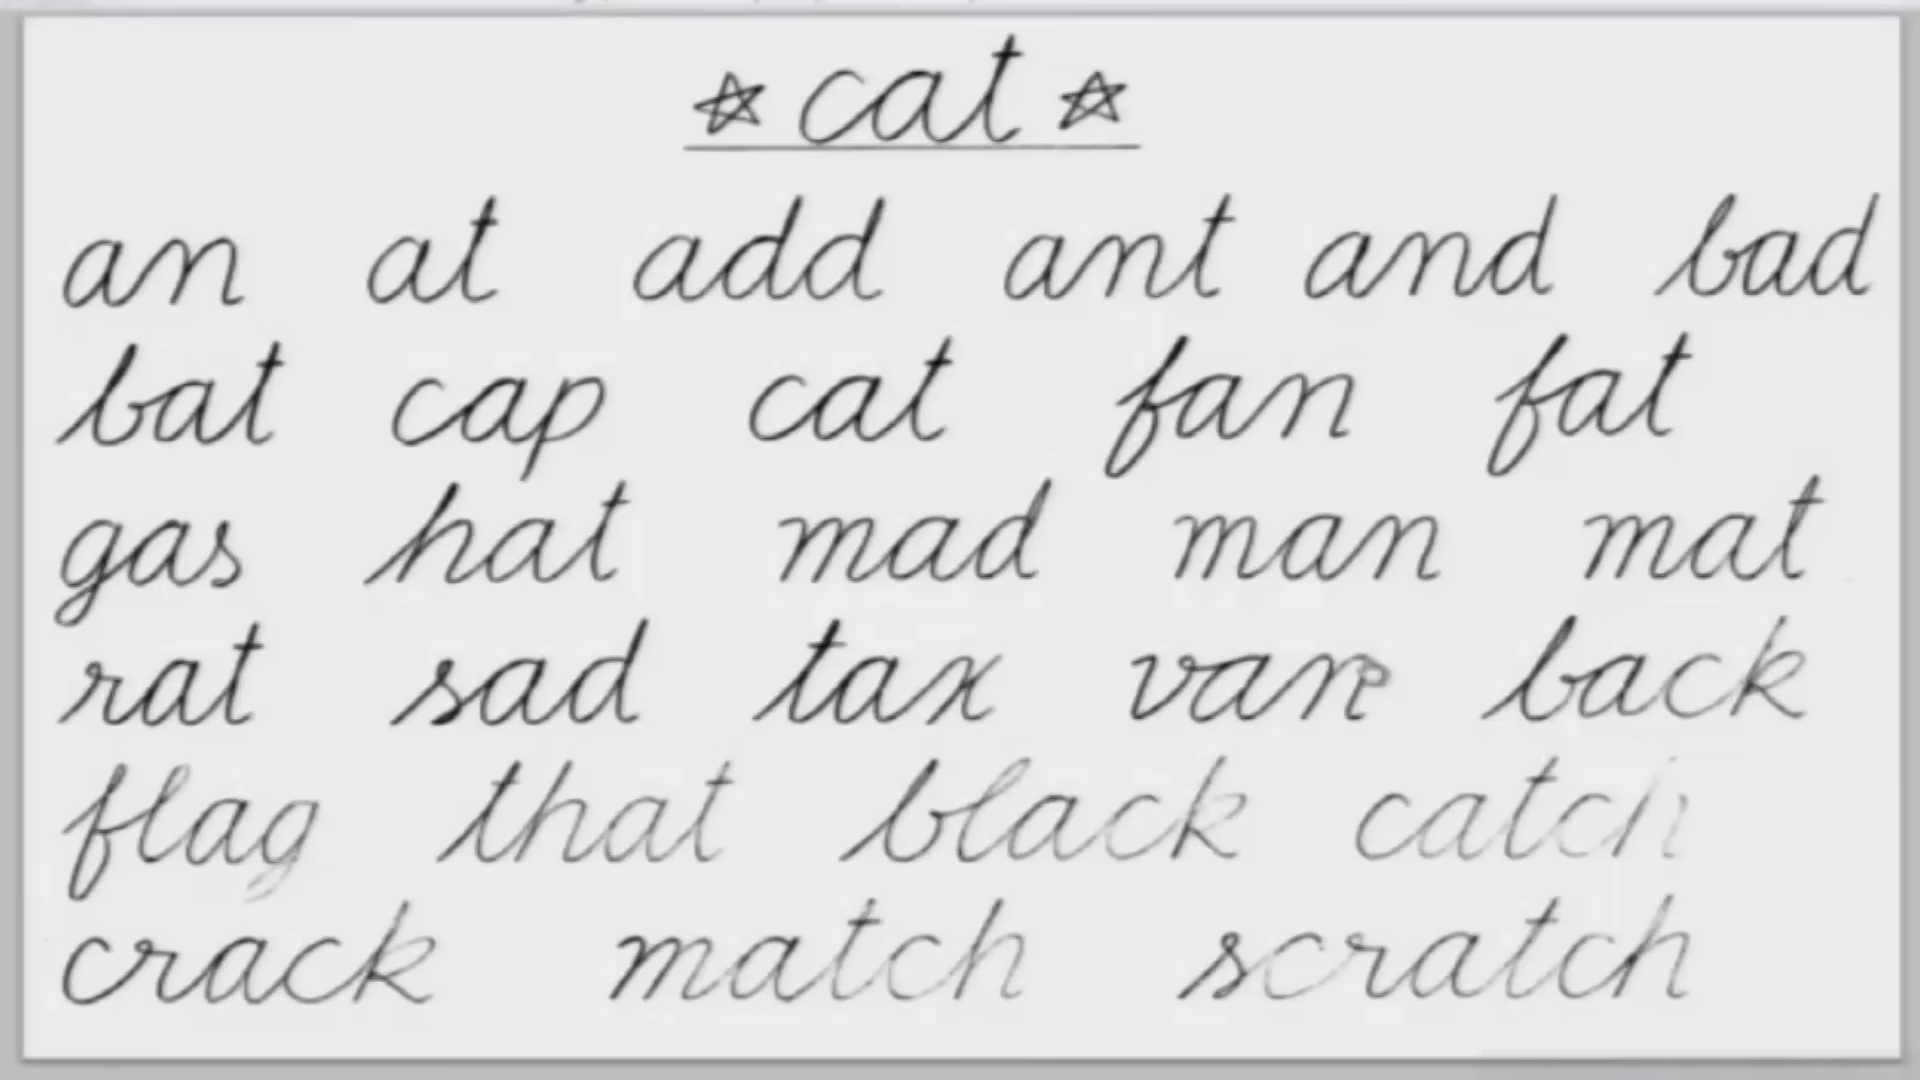 ☆ cat ☆
an at add ant and bad
bat cap cat fan fat
gas hat mad man mat
rat sad tax van back
flag that black catch
crack match scratch